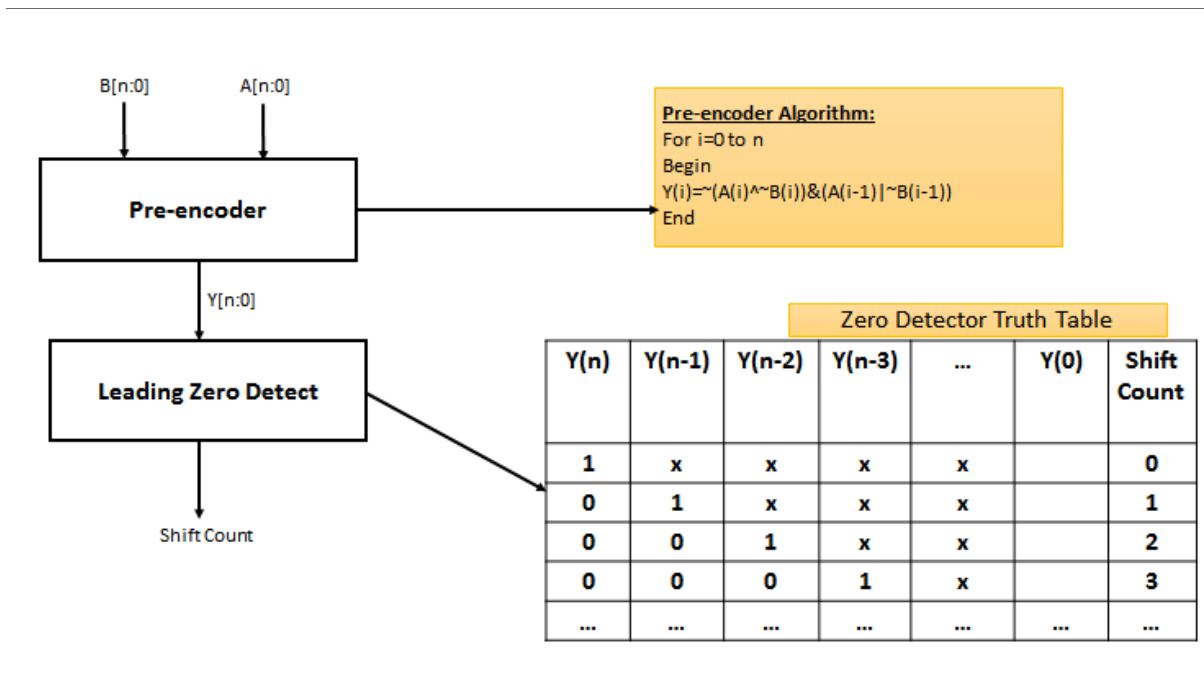 B[n:0] A[n:0]
Pre-encoder Algorithm:
For i=0 to n
Begin
Y(i)=~(A(i)^~B(i))&(A(i-1)|~B(i-1))
End
Pre-encoder
Y[n:0]
Zero Detector Truth Table
Y(n) Y(n-1) Y(n-2) Y(n-3) ... Y(0) Shift
Count
Leading Zero Detect
1 x x x x 0
0 1 x x x 1
0 0 1 x x 2
0 0 0 1 x 3
... ... ... ... ... ... ...
Shift Count